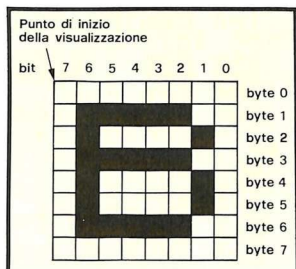 Punto di inizio
della visualizzazione
bit 7 6 5 4 3 2 1 0
byte 0
byte 1
byte 2
byte 3
byte 4
byte 5
byte 6
byte 7